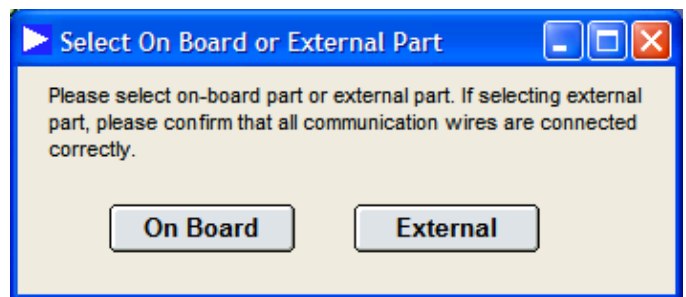 Select On Board or External Part
Please select on-board part or external part. If selecting external
part, please confirm that all communication wires are connected
correctly.
On Board External